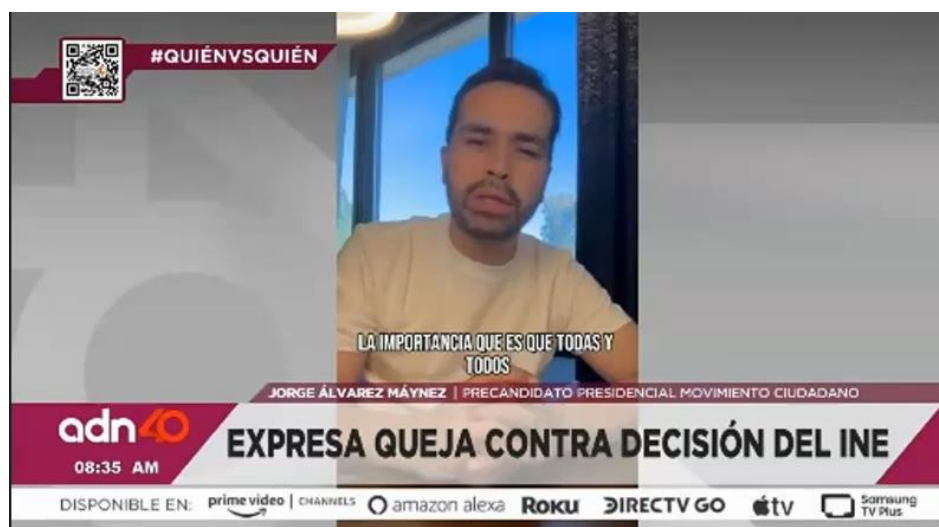 #QUIÉNVSQUIÉN
LA IMPORTANCIA QUE ES QUE TODAS Y
TODOS
JORGE ÁLVAREZ MÁYNEZ | PRECANDIDATO PRESIDENCIAL MOVIMIENTO CIUDADANO
adn40
08:35 AM
EXPRESA QUEJA CONTRA DECISIÓN DEL INE
DISPONIBLE EN: prime video | CHANNELS amazon alexa Roku DIRECTV GO tv Samsung TV Plus